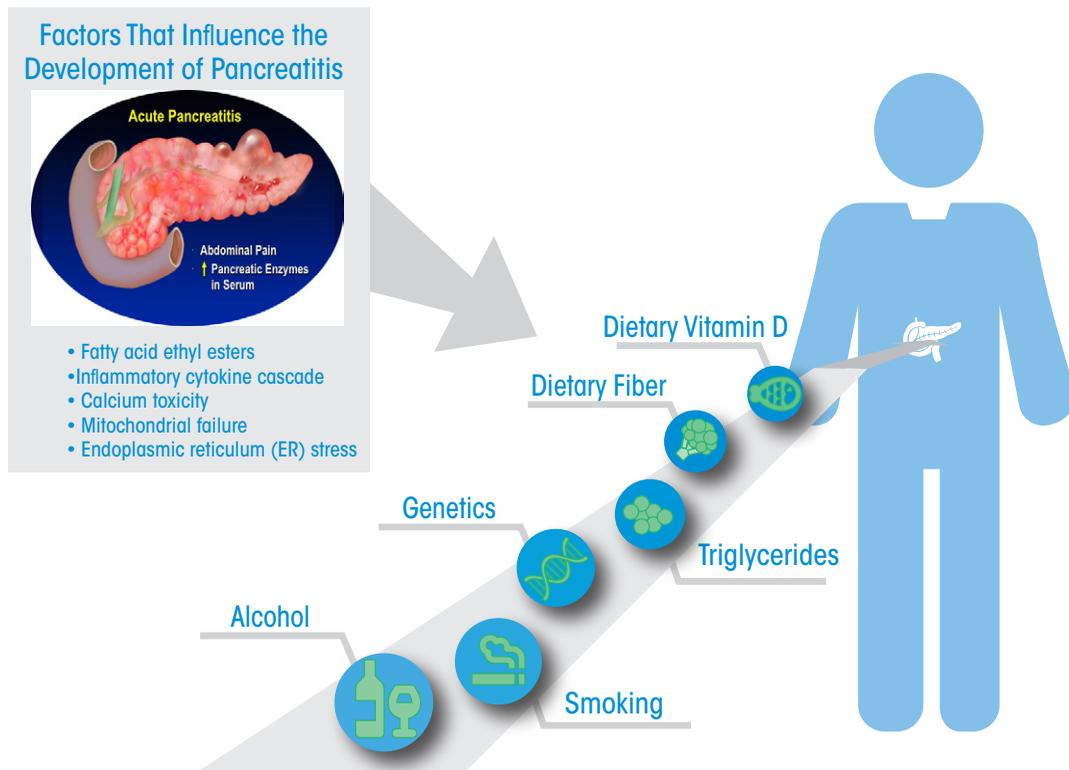 Factors That Influence the
Development of Pancreatitis
Acute Pancreatitis
Abdominal Pain
↑ Pancreatic Enzymes
in Serum
• Fatty acid ethyl esters
•Inflammatory cytokine cascade
• Calcium toxicity
• Mitochondrial failure
• Endoplasmic reticulum (ER) stress
Dietary Vitamin D
Dietary Fiber
Genetics
Triglycerides
Alcohol
Smoking